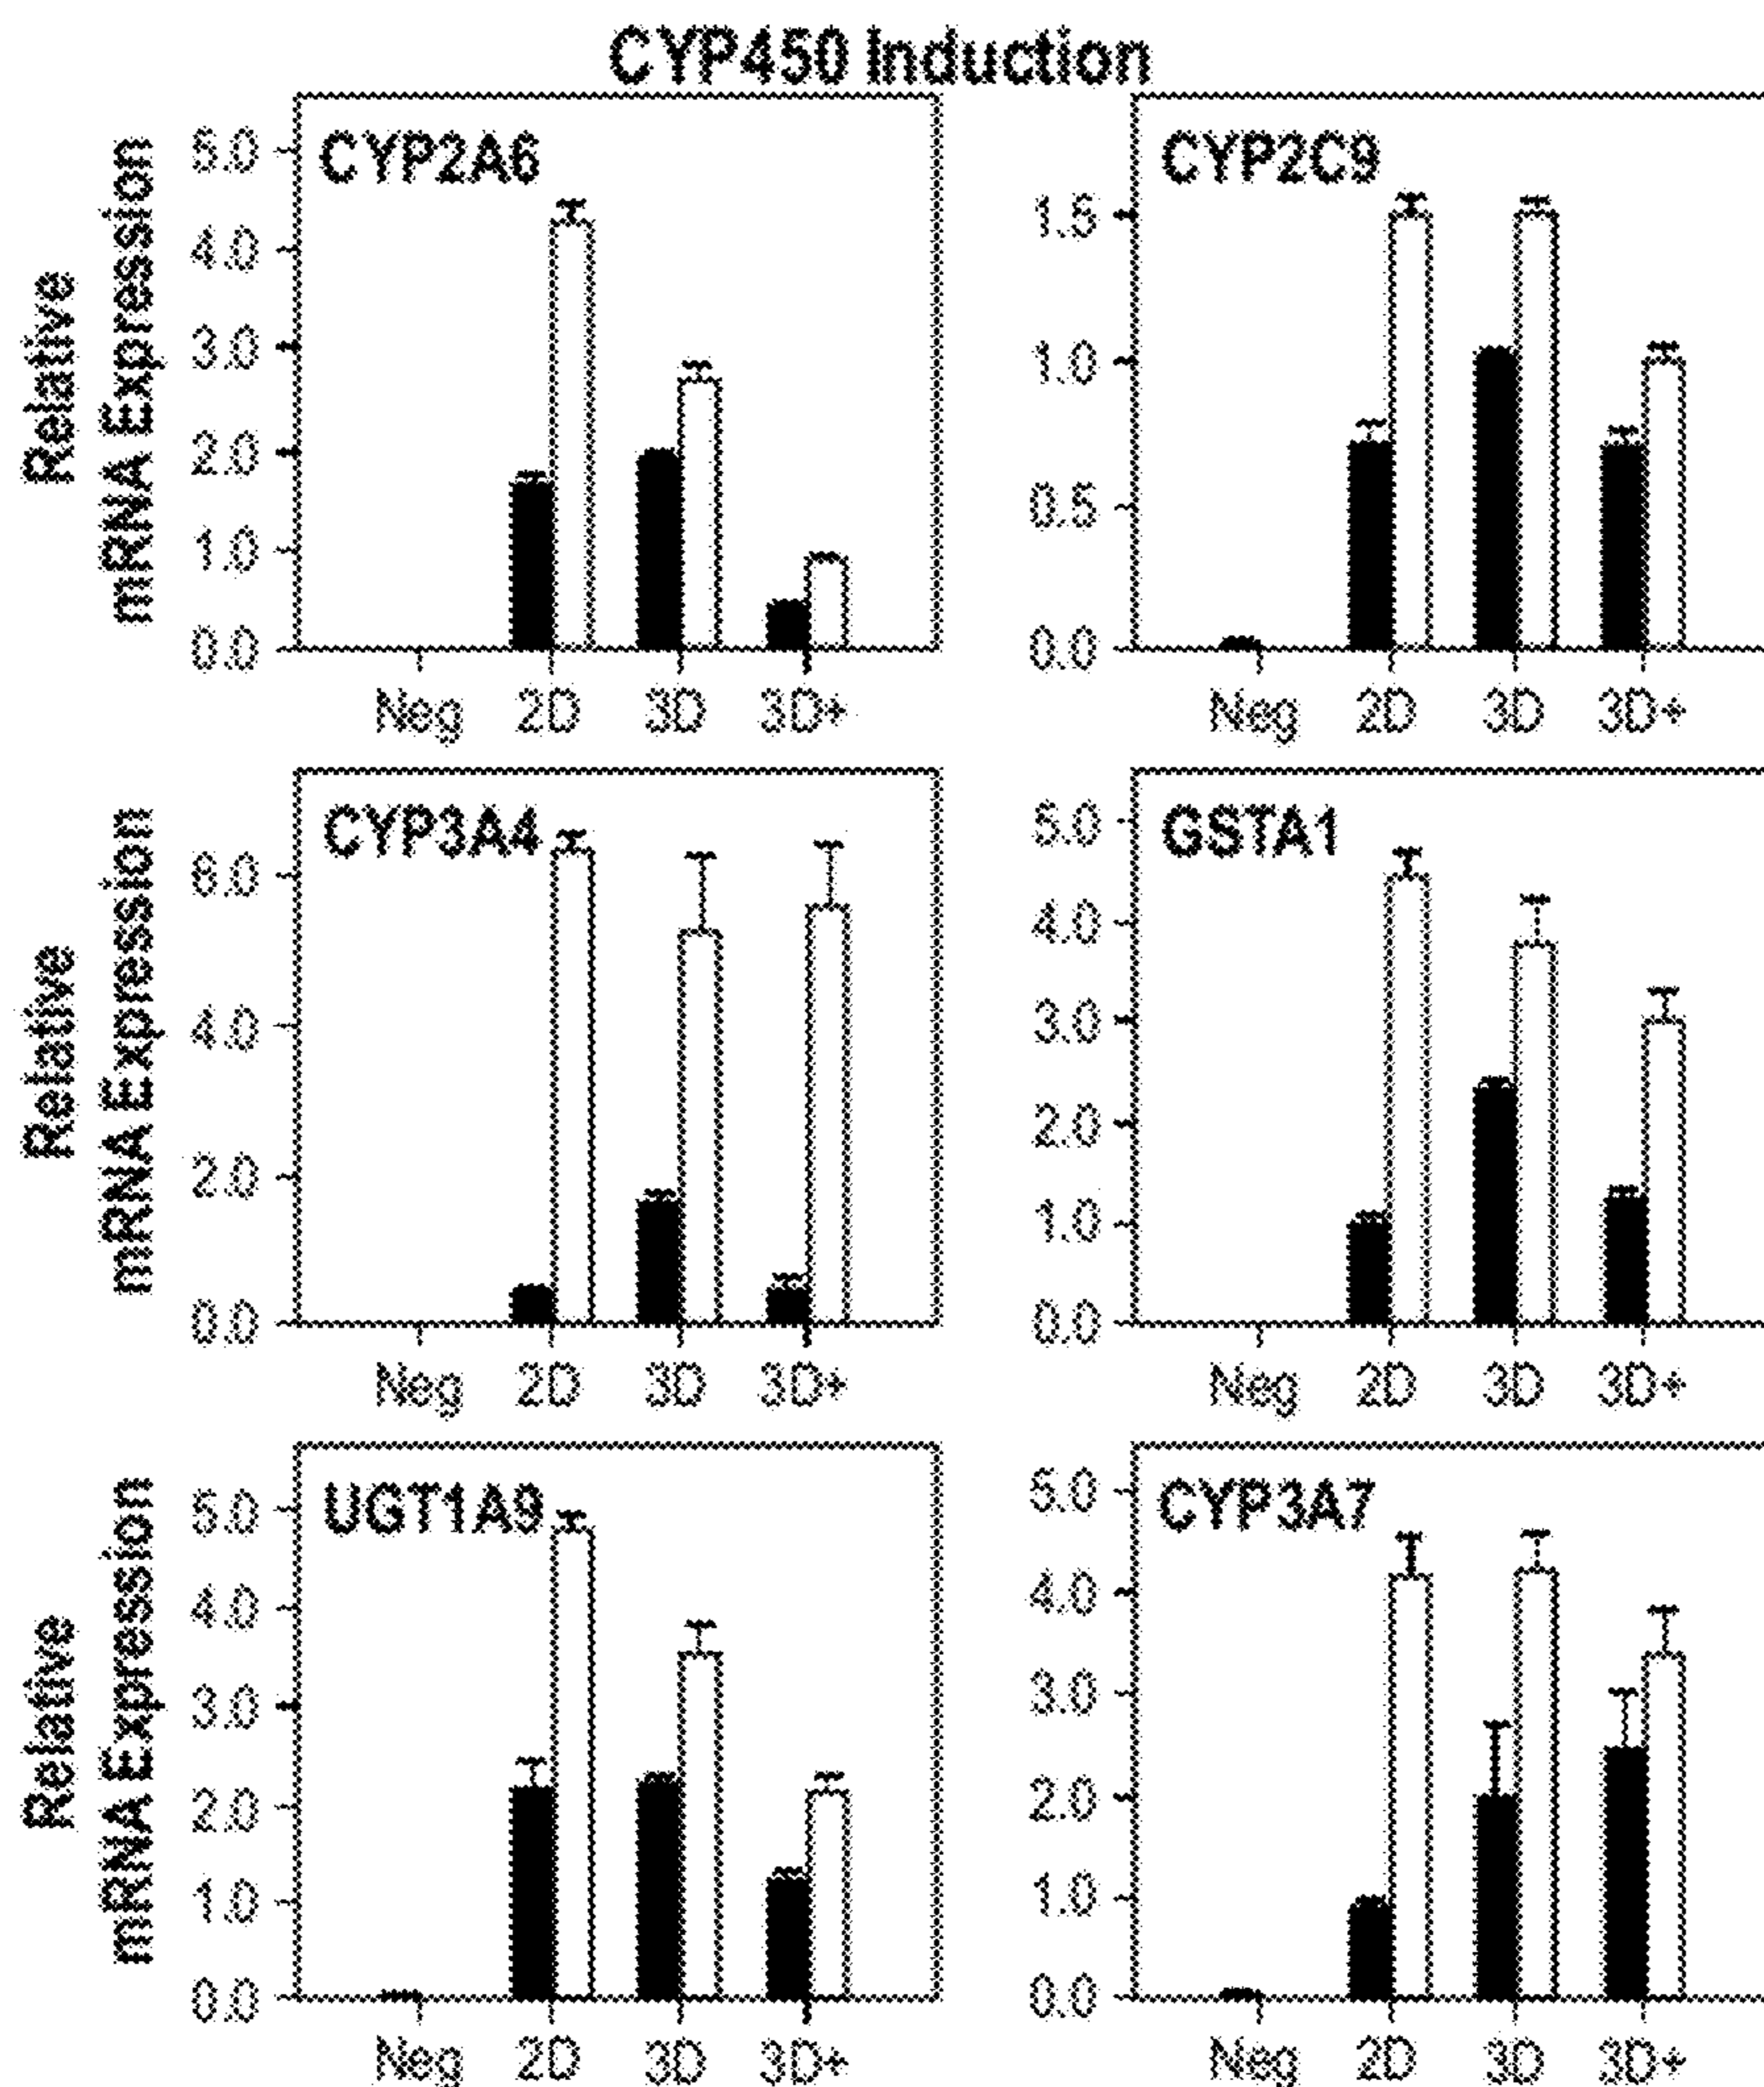 CYP450 Induction
Relative
mRNA Expression
CYP2A6
5.0
4.0
3.0
2.0
1.0
0.0
Neg 2D 3D 3D+
CYP2C9
1.5
1.0
0.5
0.0
Neg 2D 3D 3D+
Relative
mRNA Expression
CYP3A4
6.0
4.0
2.0
0.0
Neg 2D 3D 3D+
GSTA1
5.0
4.0
3.0
2.0
1.0
0.0
Neg 2D 3D 3D+
Relative
mRNA Expression
UGT1A9
5.0
4.0
3.0
2.0
1.0
0.0
Neg 2D 3D 3D+
CYP3A7
5.0
4.0
3.0
2.0
1.0
0.0
Neg 2D 3D 3D+